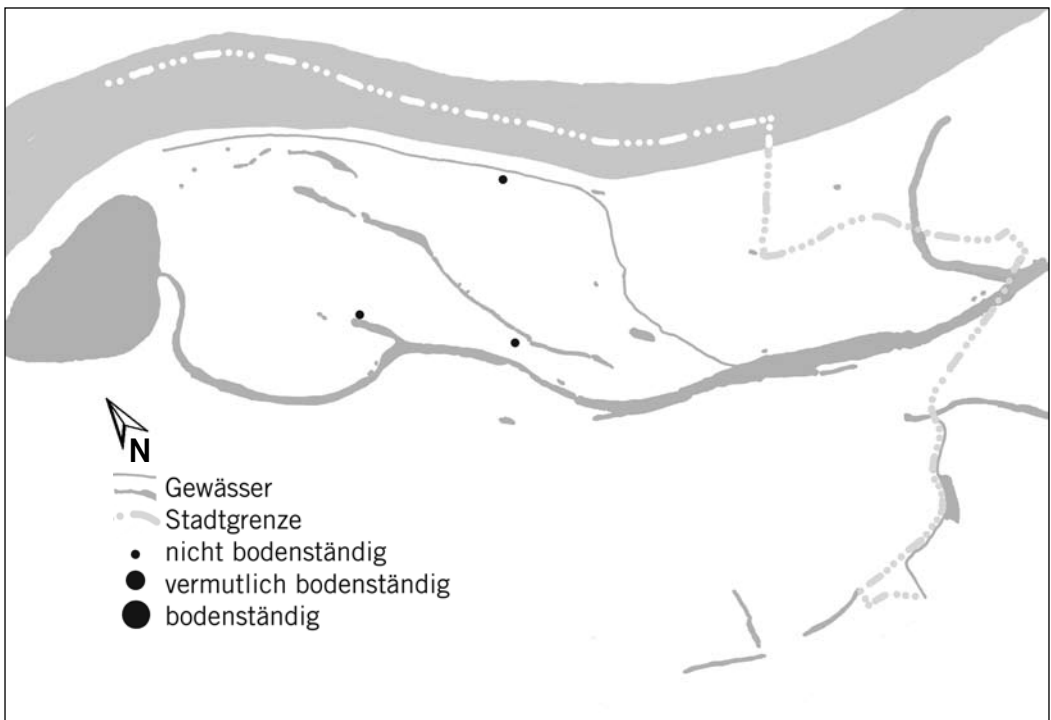 N
Gewässer
Stadtgrenze
nicht bodenständig
vermutlich bodenständig
bodenständig